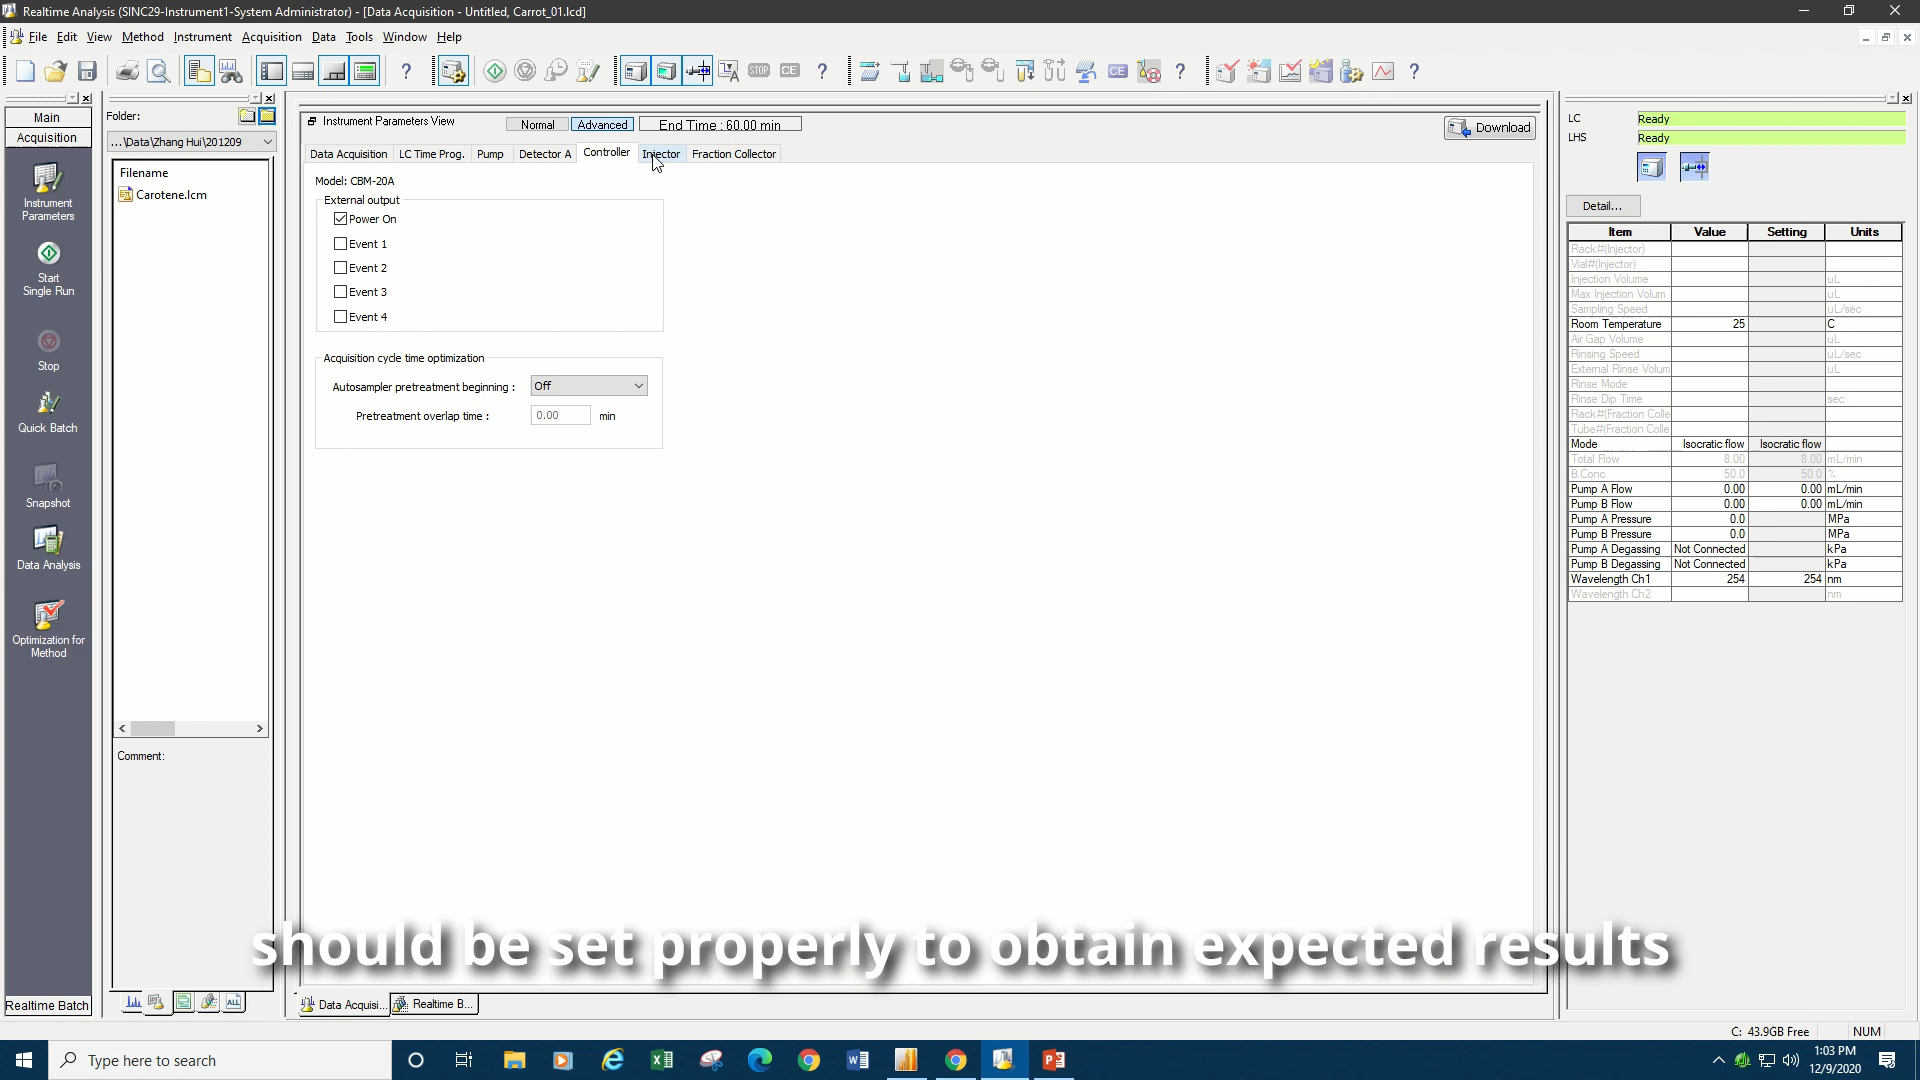 Realtime Analysis (SINC29-Instrument1-System Administrator) - [Data Acquisition - Untitled, Carrot_01.lcd]
File Edit View Method Instrument Acquisition Data Tools Window Help
Main
Acquisition
Instrument
Parameters
Start
Single Run
Stop
Quick Batch
Snapshot
Data Analysis
Optimization for
Method
Realtime Batch
Folder:
...\Data\Zhang Hui\201209
Filename
Carotene.lcm
Comment:
Instrument Parameters View Normal Advanced End Time : 60.00 min Download
Data Acquisition LC Time Prog. Pump Detector A Controller Injector Fraction Collector
Model: CBM-20A
External output
Power On
Event 1
Event 2
Event 3
Event 4
Acquisition cycle time optimization
Autosampler pretreatment beginning : Off
Pretreatment overlap time : 0.00 min
should be set properly to obtain expected results
Data Acquisi... Realtime B...
LC Ready
LHS Ready
Detail...
Item Value Setting Units
Rack#(Injector)
Vial#(Injector)
Injection Volume uL
Max Injection Volum uL
Sampling Speed uL/sec
Room Temperature 25 C
Air Gap Volume uL
Rinsing Speed uL/sec
External Rinse Volum uL
Rinse Mode
Rinse Dip Time sec
Rack#(Fraction Colle
Tube#(Fraction Colle
Mode Isocratic flow Isocratic flow
Total Flow 8.00 8.00 mL/min
B.Conc 50.0 50.0 %
Pump A Flow 0.00 0.00 mL/min
Pump B Flow 0.00 0.00 mL/min
Pump A Pressure 0.0 MPa
Pump B Pressure 0.0 MPa
Pump A Degassing Not Connected kPa
Pump B Degassing Not Connected kPa
Wavelength Ch1 254 254 nm
Wavelength Ch2 nm
C: 43.9GB Free NUM
Type here to search
1:03 PM
12/9/2020